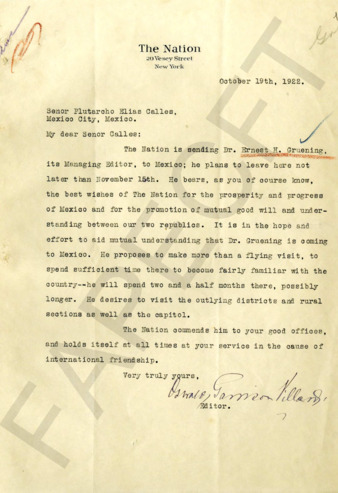 The Nation
20 Vesey Street
New York
October 19th, 1922.
Senor Plutarcho Elias Calles,
Mexico City, Mexico.
My dear Senor Calles:
The Nation is sending Dr. Ernest H. Gruening,
its Managing Editor, to Mexico; he plans to leave here not
later than November 15th. He bears, as you of course know,
the best wishes of The Nation for the prosperity and progress
of Mexico and for the promotion of mutual good will and under-
standing between our two republics. It is in the hope and
effort to aid mutual understanding that Dr. Gruening is coming
to Mexico. He proposes to make more than a flying visit, to
spend sufficient time there to become fairly familiar with the
country--he will spend two and a half months there, possibly
longer. He desires to visit the outlying districts and rural
sections as well as the capitol.
The Nation commends him to your good offices,
and holds itself at all times at your service in the cause of
international friendship.
Very truly yours,
Oswald Garrison Villard
Editor.